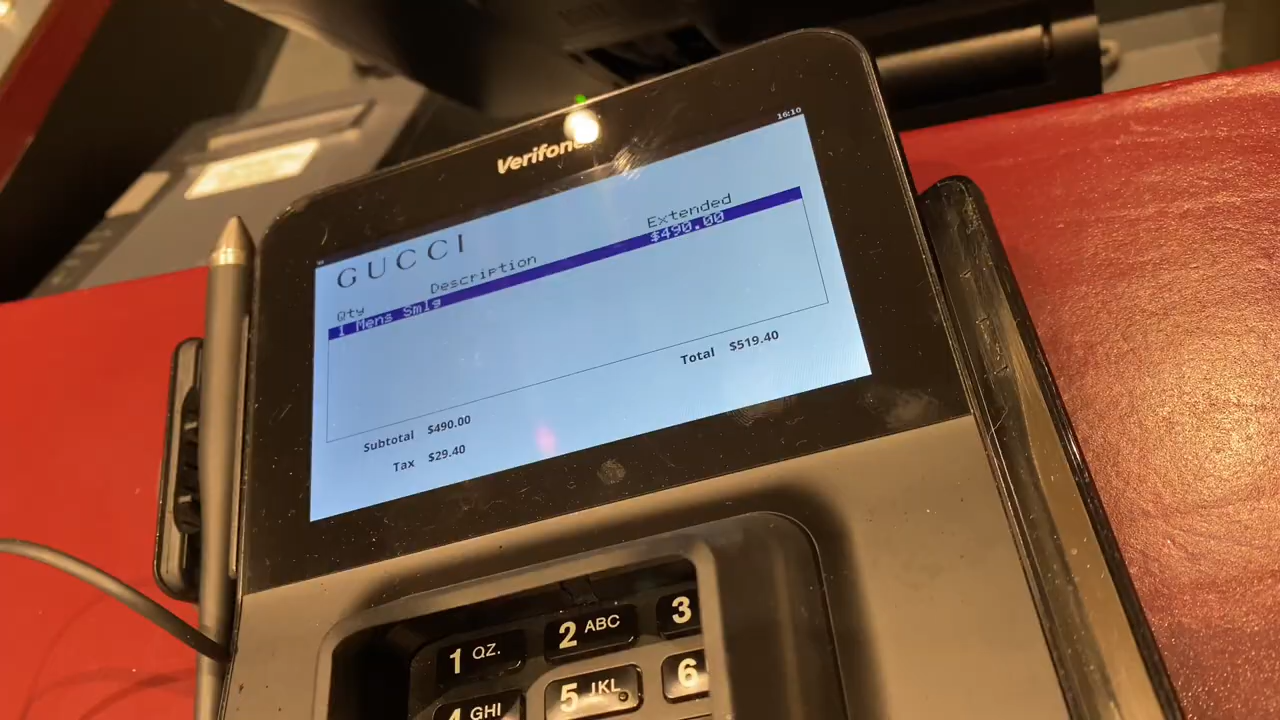 Verifone
16:10
GUCCI
Qty Description Extended
1 Mens Smlg $490.00
Subtotal $490.00 Total $519.40
Tax $29.40
1 QZ. 2 ABC 3
4 GHI 5 JKL 6